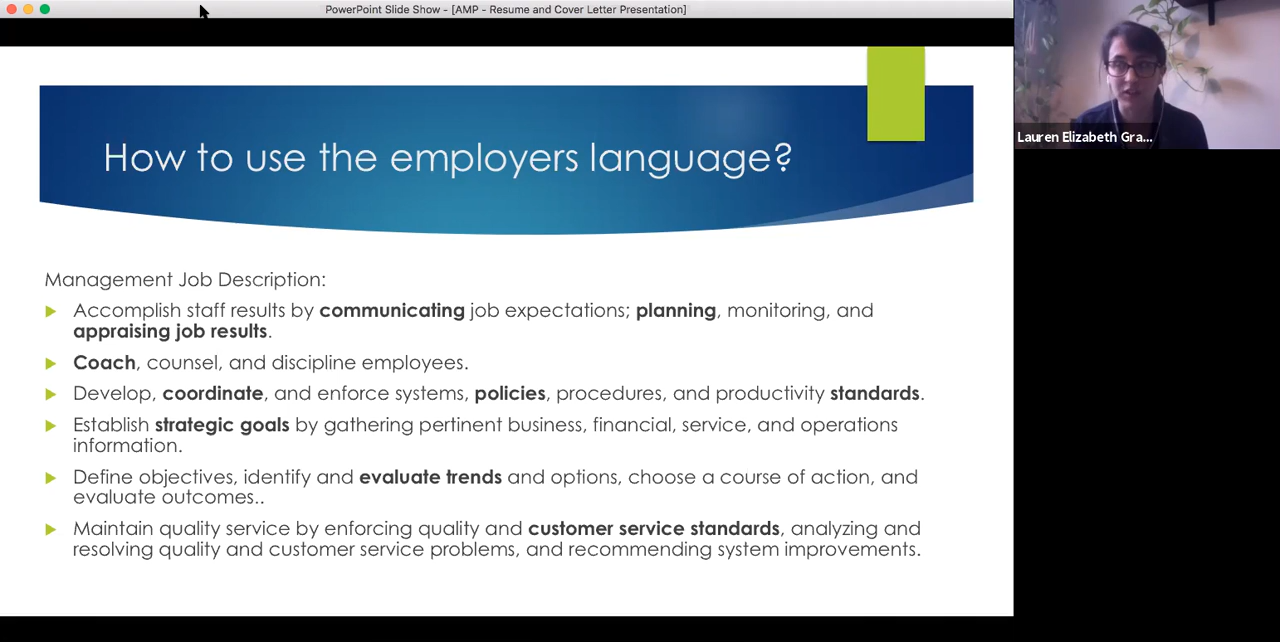 PowerPoint Slide Show - [AMP - Resume and Cover Letter Presentation]
Lauren Elizabeth Gra...
How to use the employers language?
Management Job Description:
Accomplish staff results by communicating job expectations; planning, monitoring, and
appraising job results.
Coach, counsel, and discipline employees.
Develop, coordinate, and enforce systems, policies, procedures, and productivity standards.
Establish strategic goals by gathering pertinent business, financial, service, and operations
information.
Define objectives, identify and evaluate trends and options, choose a course of action, and
evaluate outcomes..
Maintain quality service by enforcing quality and customer service standards, analyzing and
resolving quality and customer service problems, and recommending system improvements.